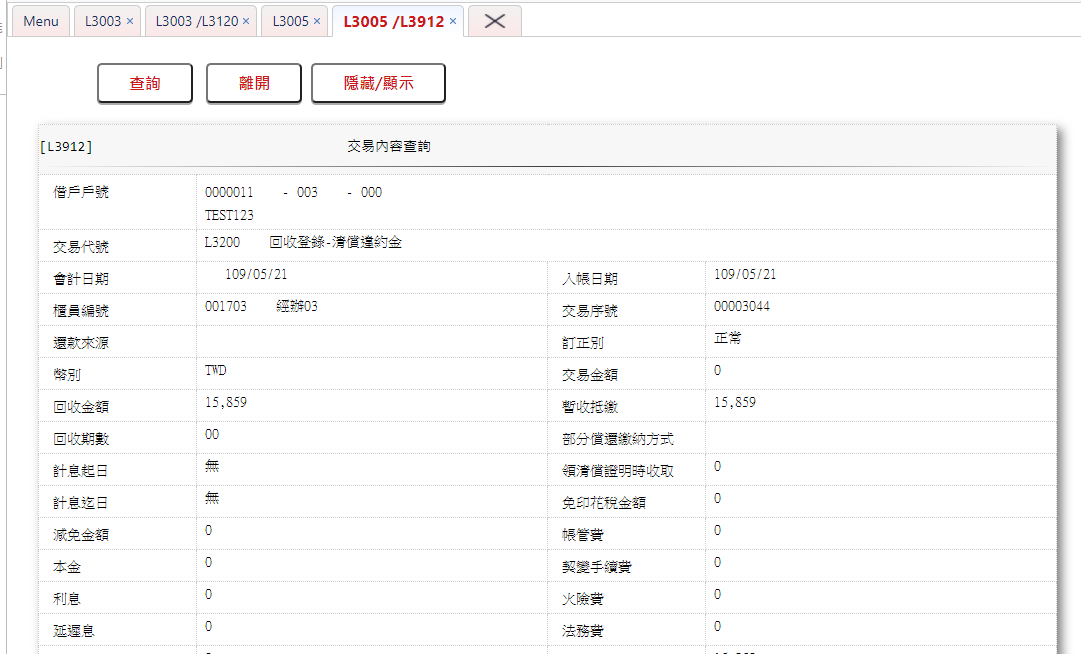 Menu L3003 × L3003 /L3120 × L3005 × L3005 /L3912 ×
查詢 離開 隱藏/顯示
[L3912] 交易內容查詢
借戶戶號 0000011 - 003 - 000
TEST123
交易代號 L3200 回收登錄-清償違約金
會計日期 109/05/21 入帳日期 109/05/21
櫃員編號 001703 經辦03 交易序號 00003044
還款來源 訂正別 正常
幣別 TWD 交易金額 0
回收金額 15,859 暫收抵繳 15,859
回收期數 00 部分償還繳納方式
計息起日 無 領清償證明時收取 0
計息迄日 無 免印花稅金額 0
減免金額 0 帳管費 0
本金 0 契變手續費 0
利息 0 火險費 0
延遲息 0 法務費 0